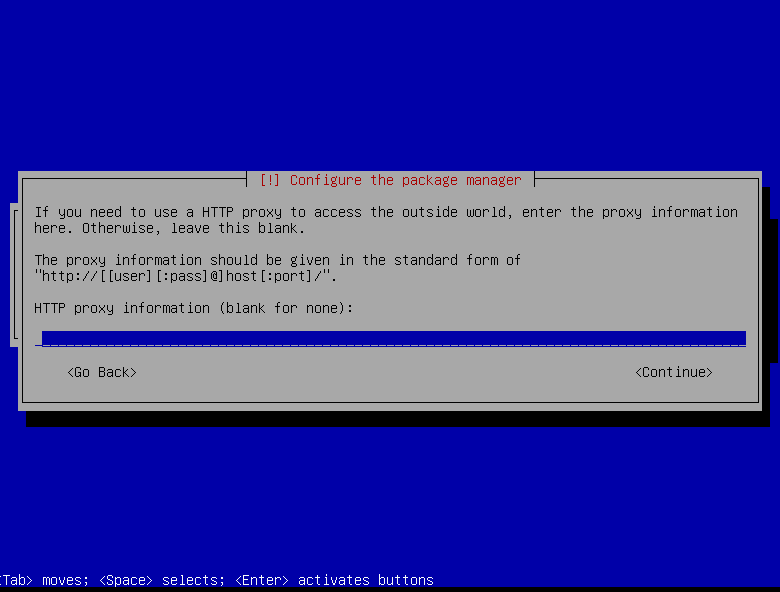 [!] Configure the package manager
If you need to use a HTTP proxy to access the outside world, enter the proxy information
here. Otherwise, leave this blank.
The proxy information should be given in the standard form of
"http://[[user][:pass]@]host[:port]/".
HTTP proxy information (blank for none):
<Go Back> <Continue>
<Tab> moves; <Space> selects; <Enter> activates buttons